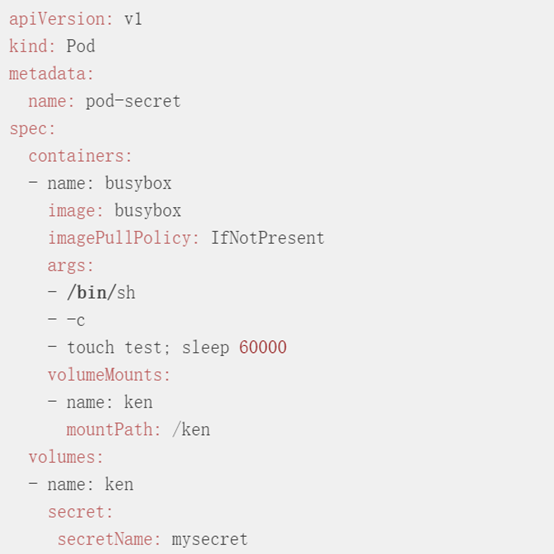 apiVersion: v1
kind: Pod
metadata:
  name: pod-secret
spec:
  containers:
  - name: busybox
    image: busybox
    imagePullPolicy: IfNotPresent
    args:
    - /bin/sh
    - -c
    - touch test; sleep 60000
    volumeMounts:
    - name: ken
      mountPath: /ken
  volumes:
  - name: ken
    secret:
     secretName: mysecret